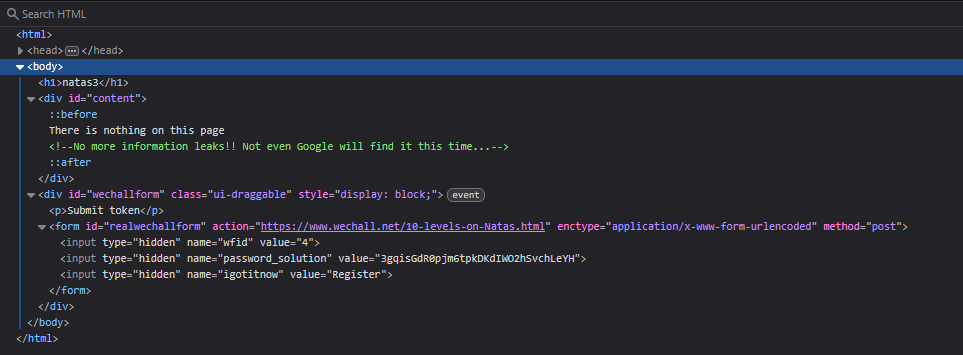 Search HTML
<html>
<head>⋯</head>
<body>
<h1>natas3</h1>
<div id="content">
::before
There is nothing on this page
<!--No more information leaks!! Not even Google will find it this time...-->
::after
</div>
<div id="wechallform" class="ui-draggable" style="display: block;"> event
<p>Submit token</p>
<form id="realwechallform" action="https://www.wechall.net/10-levels-on-Natas.html" enctype="application/x-www-form-urlencoded" method="post">
<input type="hidden" name="wfid" value="4">
<input type="hidden" name="password_solution" value="3gqisGdR0pjm6tpkDKdIWO2hSvchLeYH">
<input type="hidden" name="igotitnow" value="Register">
</form>
</div>
</body>
</html>